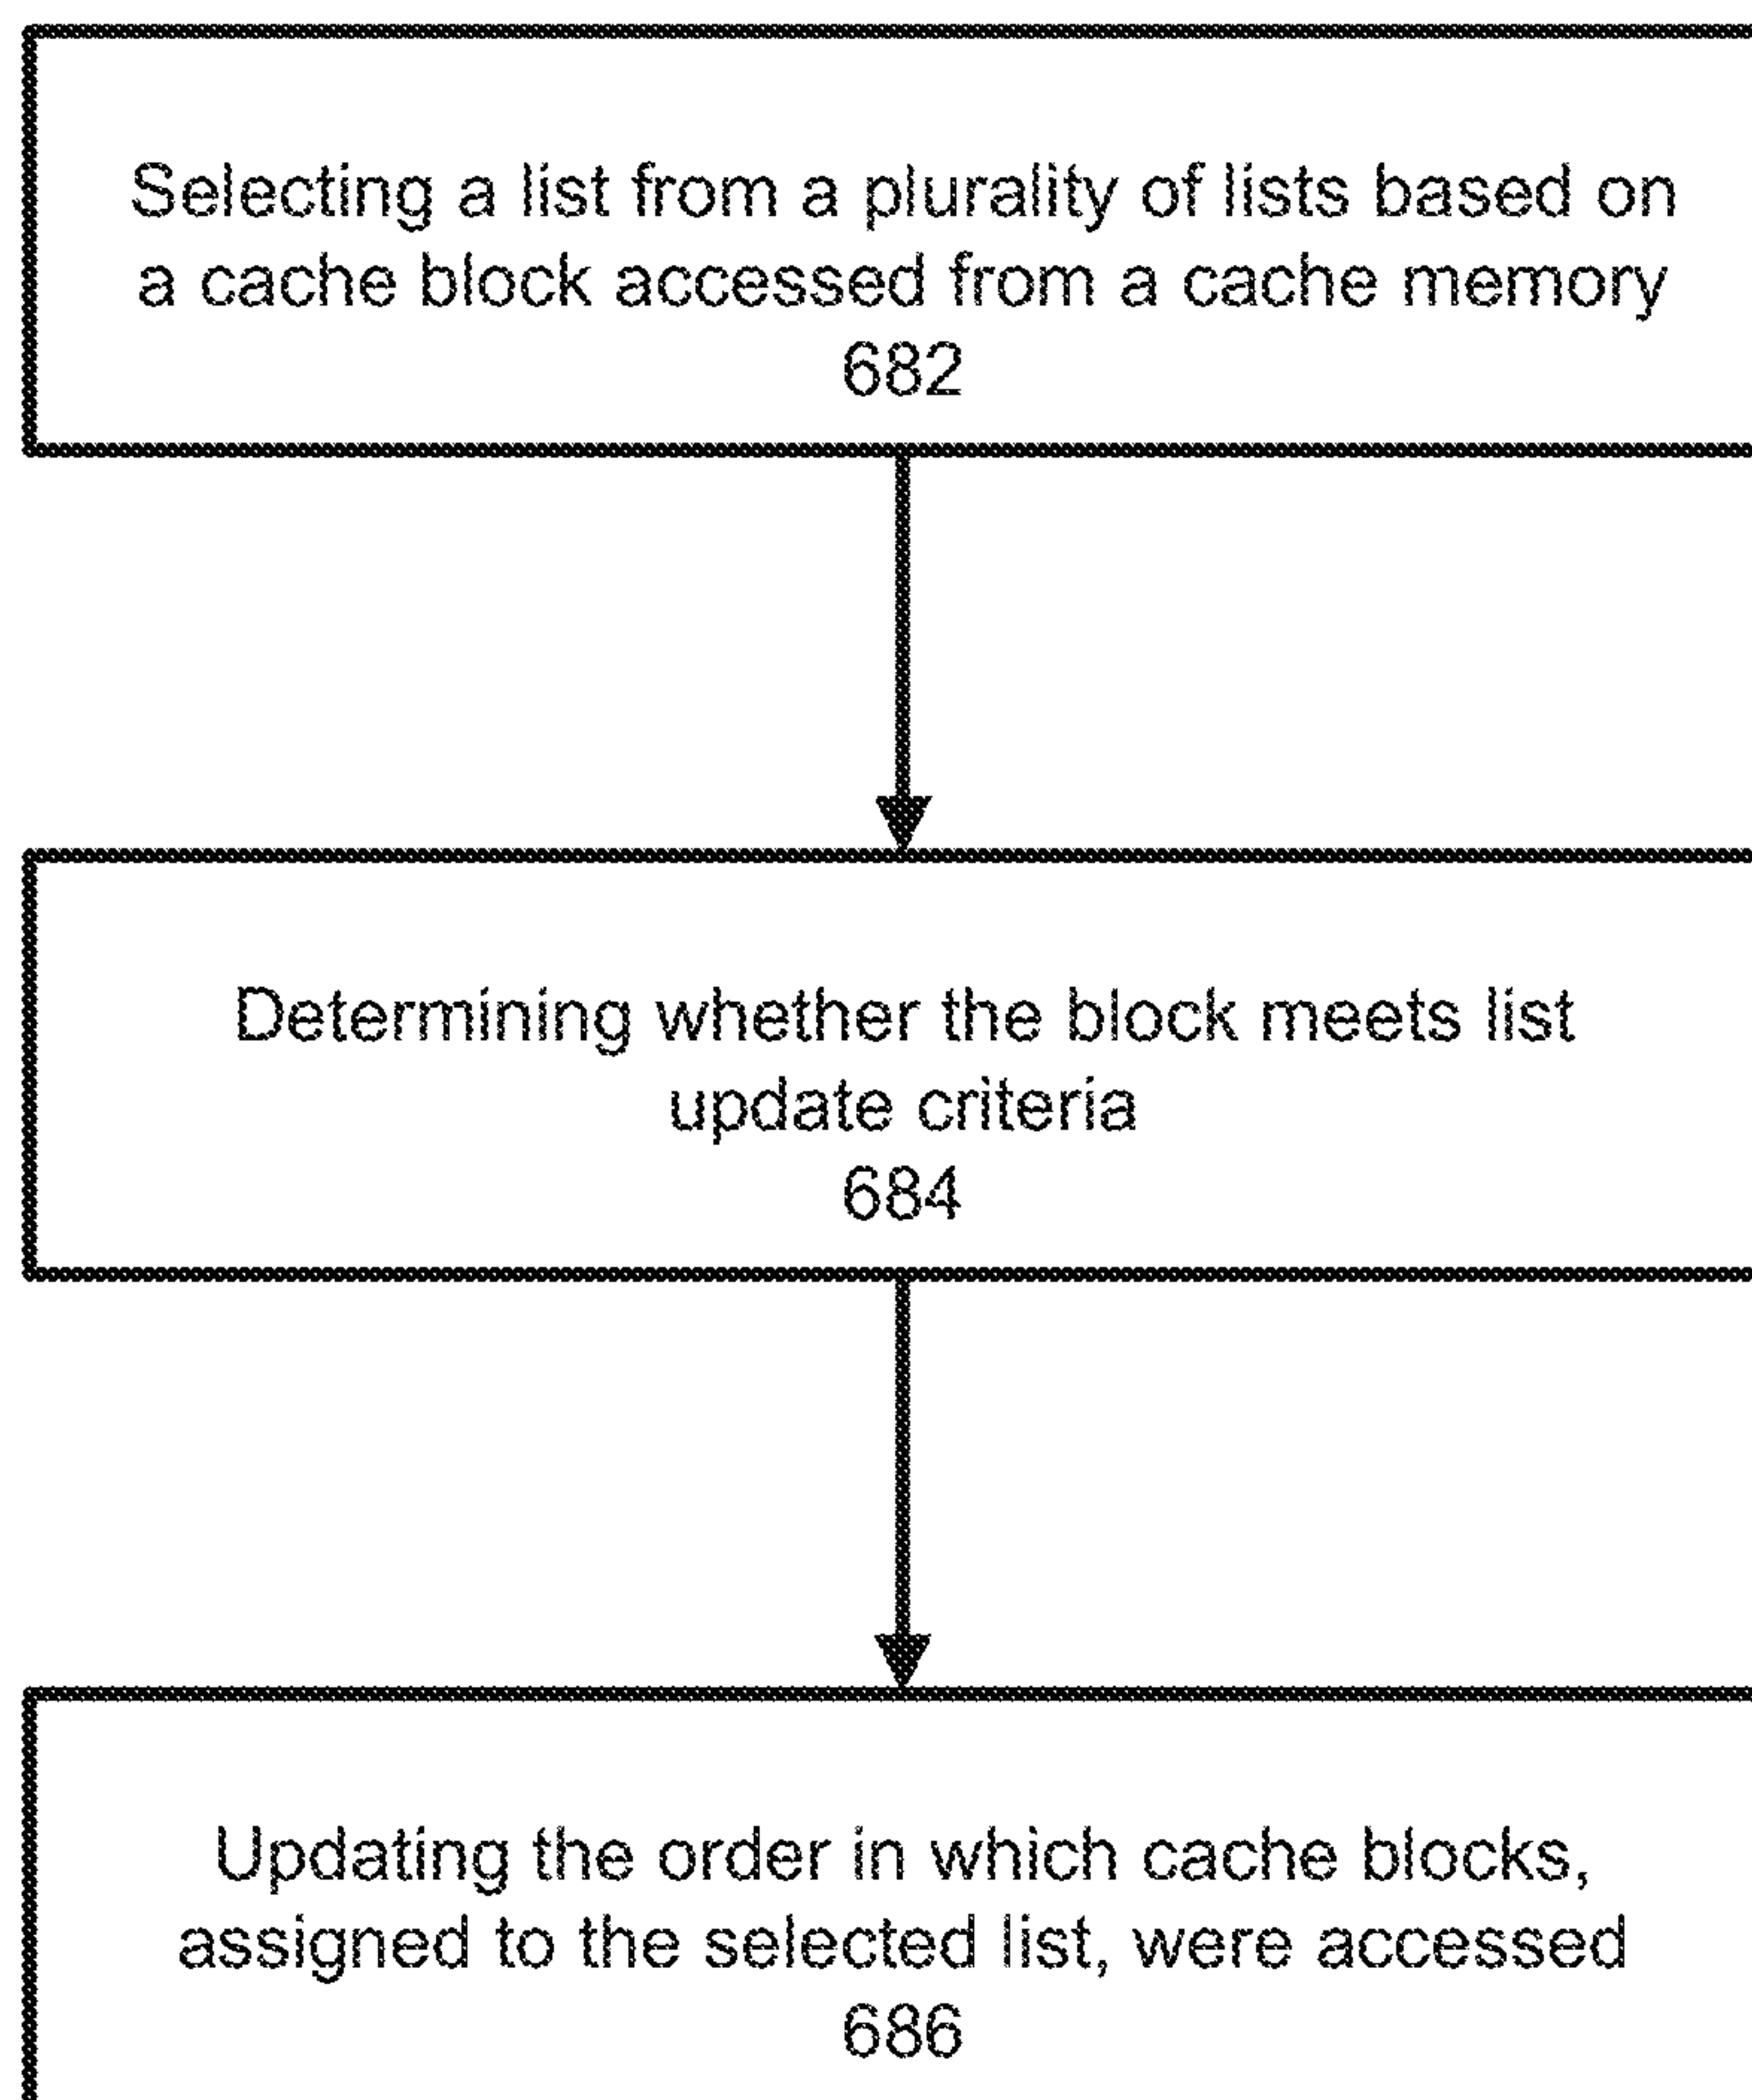 Selecting a list from a plurality of lists based on
a cache block accessed from a cache memory
682
Determining whether the block meets list
update criteria
684
Updating the order in which cache blocks,
assigned to the selected list, were accessed
686